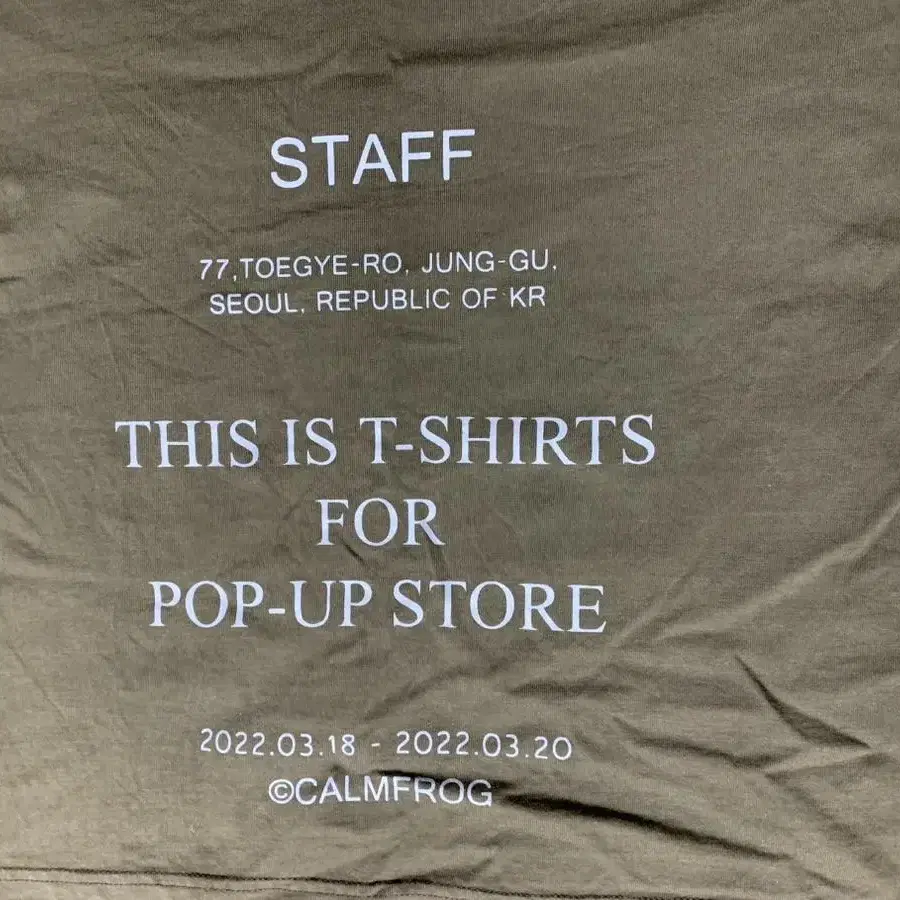 STAFF
77,TOEGYE-RO, JUNG-GU,
SEOUL, REPUBLIC OF KR
THIS IS T-SHIRTS
FOR
POP-UP STORE
2022.03.18 - 2022.03.20
©CALMFROG